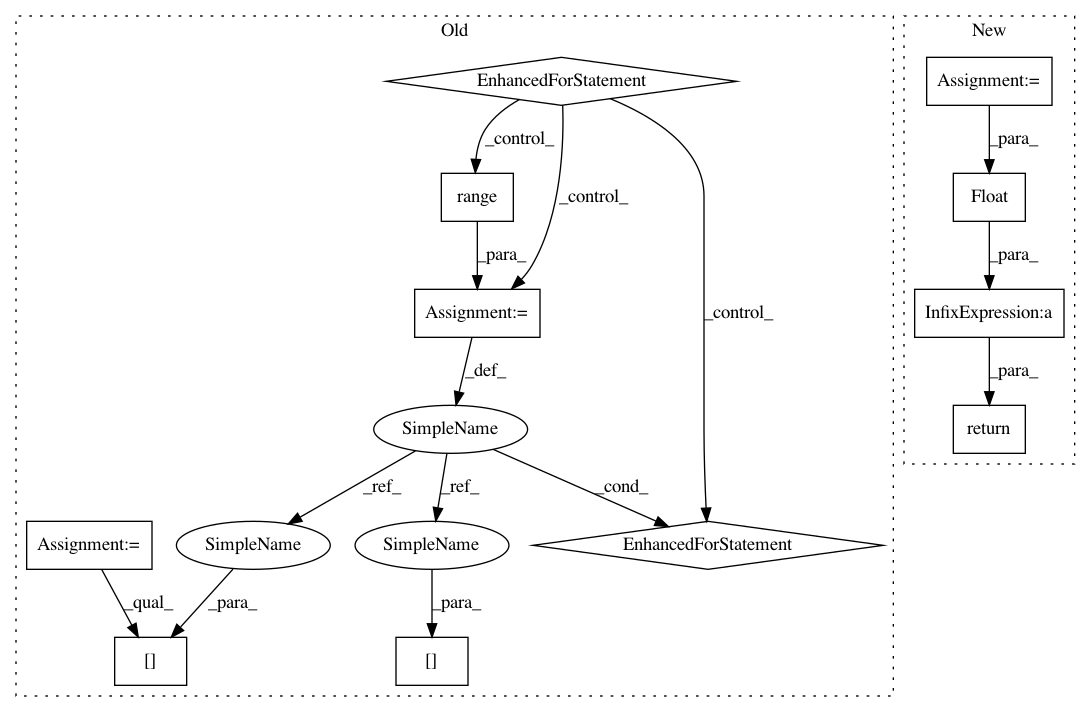 Old
New
EnhancedForStatement
Assignment:=
_control_
_para_
range
_control_
Float
_para_
_control_
_para_
Assignment:=
InfixExpression:a
_def_
_para_
SimpleName
return
_ref_
_ref_
_cond_
Assignment:=
SimpleName
SimpleName
EnhancedForStatement
_qual_
_para_
_para_
[]
[]